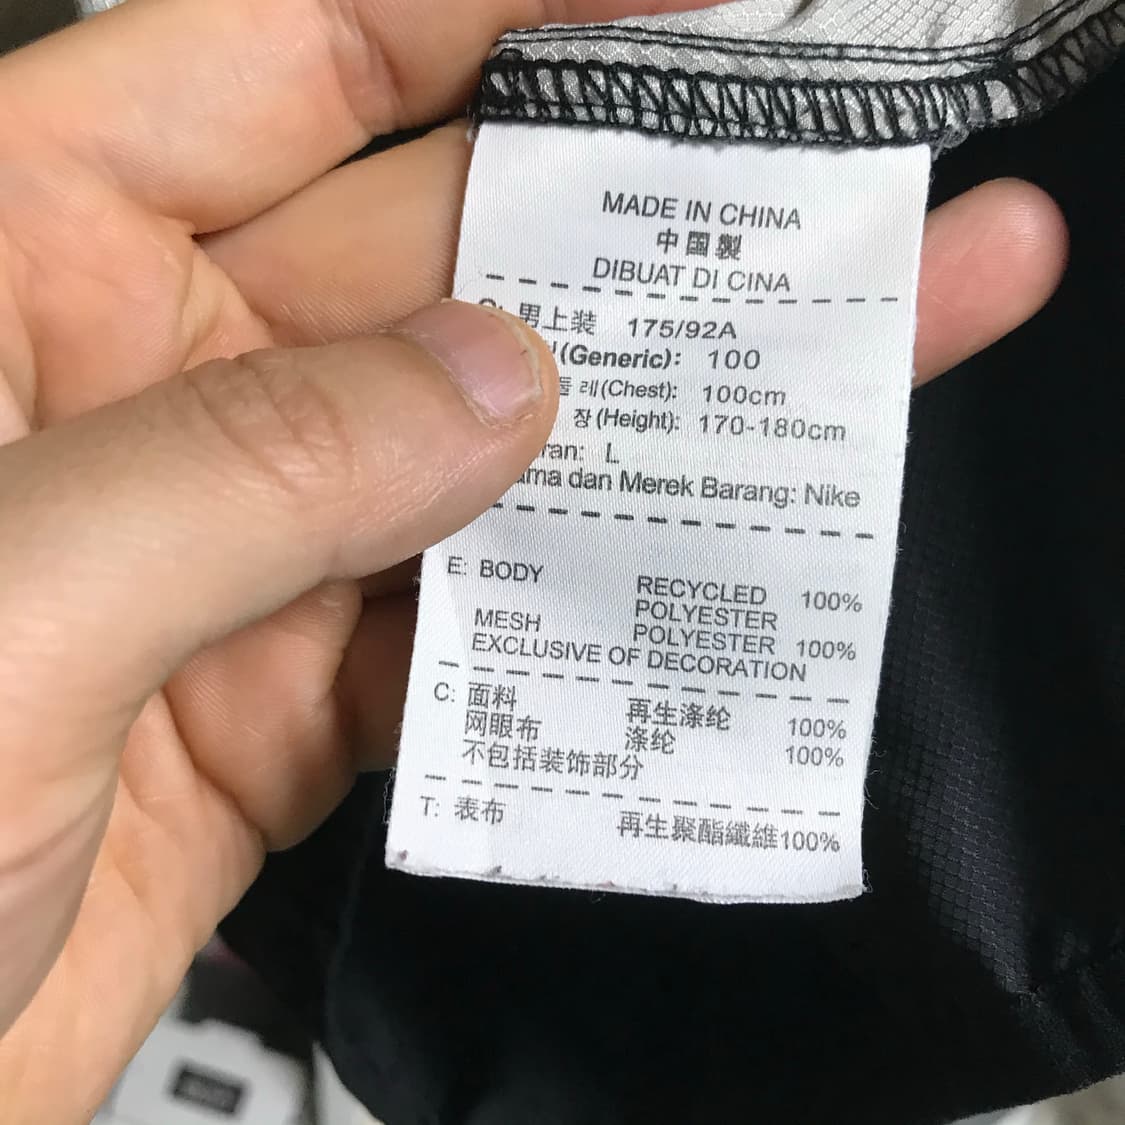 MADE IN CHINA
中国製
DIBUAT DI CINA
男上装 175/92A
(Generic): 100
레(Chest): 100cm
장(Height): 170-180cm
L
dan Merek Barang: Nike
E: BODY RECYCLED POLYESTER 100%
MESH POLYESTER 100%
EXCLUSIVE OF DECORATION
C: 面料 再生涤纶 100%
网眼布 涤纶 100%
不包括装饰部分
T: 表布 再生聚酯纖維100%